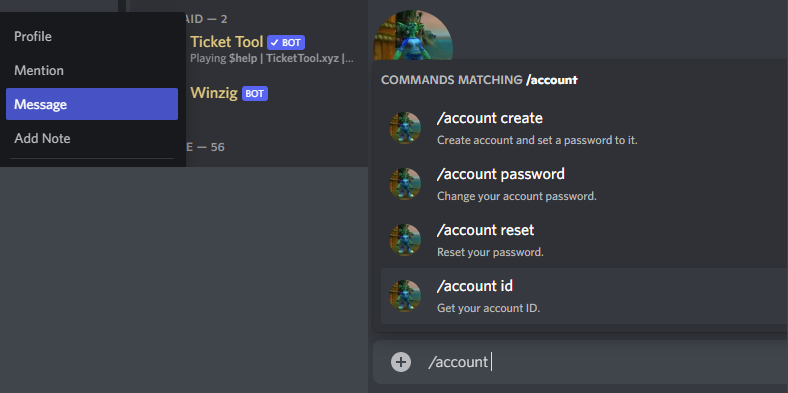 Profile
Mention
Message
Add Note
AID — 2
Ticket Tool ✓ BOT
Playing $help | TicketTool.xyz |...
Winzig BOT
E — 56
COMMANDS MATCHING /account
/account create
Create account and set a password to it.
/account password
Change your account password.
/account reset
Reset your password.
/account id
Get your account ID.
/account